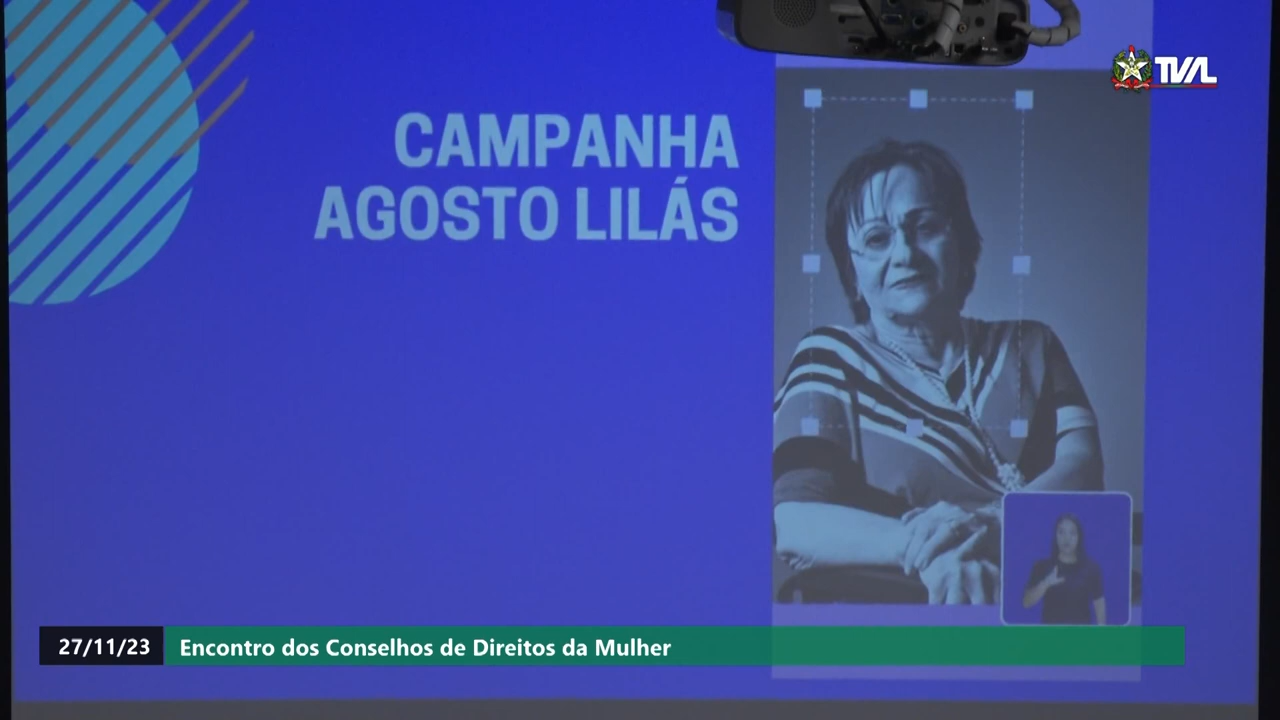 TVAL
CAMPANHA
AGOSTO LILÁS
27/11/23 Encontro dos Conselhos de Direitos da Mulher